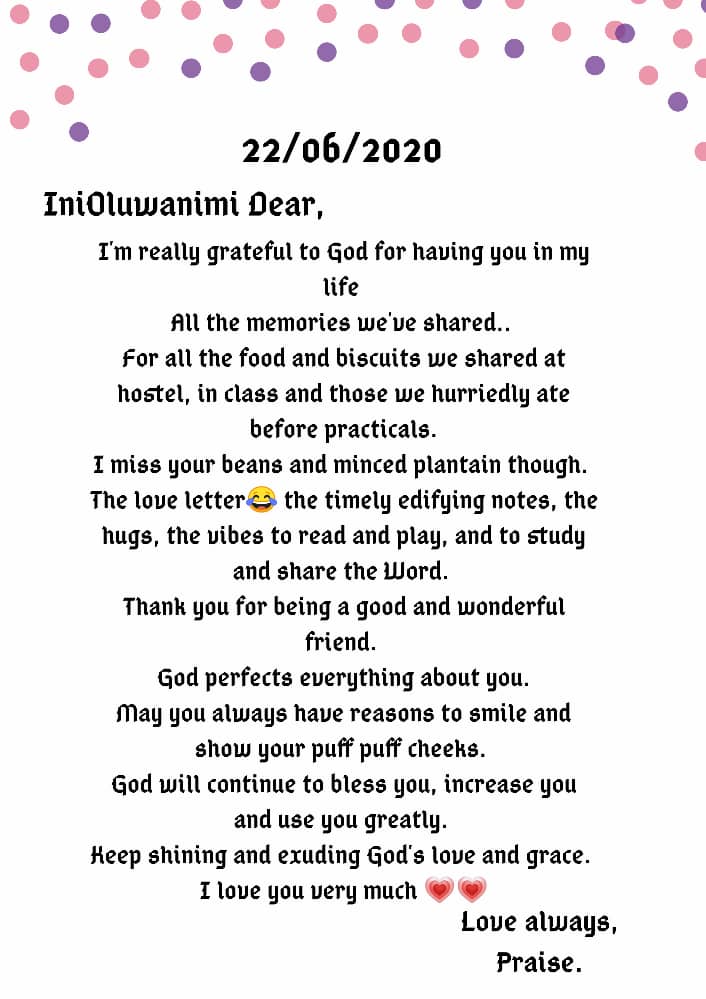 22/06/2020
IniOluwanimi Dear,
I'm really grateful to God for having you in my
life
All the memories we've shared..
For all the food and biscuits we shared at
hostel, in class and those we hurriedly ate
before practicals.
I miss your beans and minced plantain though.
The love letter😂 the timely edifying notes, the
hugs, the vibes to read and play, and to study
and share the Word.
Thank you for being a good and wonderful
friend.
God perfects everything about you.
May you always have reasons to smile and
show your puff puff cheeks.
God will continue to bless you, increase you
and use you greatly.
Keep shining and exuding God's love and grace.
I love you very much 💗💗
Love always,
Praise.